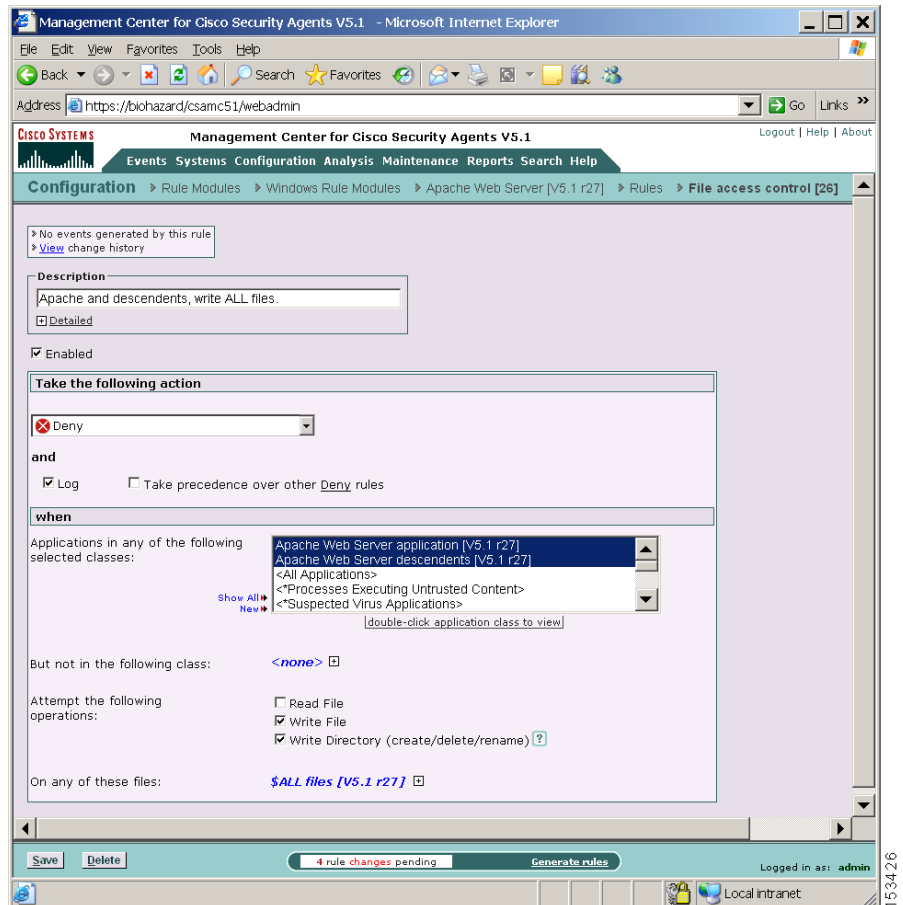 Management Center for Cisco Security Agents V5.1 - Microsoft Internet Explorer
File Edit View Favorites Tools Help
Back Search Favorites
Address https://biohazard/csamc51/webadmin Go Links »
CISCO SYSTEMS Management Center for Cisco Security Agents V5.1 Logout | Help | About
Events Systems Configuration Analysis Maintenance Reports Search Help
Configuration Rule Modules Windows Rule Modules Apache Web Server [V5.1 r27] Rules File access control [26]
No events generated by this rule
View change history
Description
Apache and descendents, write ALL files.
Detailed
Enabled
Take the following action
Deny
and
Log Take precedence over other Deny rules
when
Applications in any of the following
selected classes:
Apache Web Server application [V5.1 r27]
Apache Web Server descendents [V5.1 r27]
<All Applications>
<*Processes Executing Untrusted Content>
<*Suspected Virus Applications>
Show All
New
double-click application class to view
But not in the following class: <none>
Attempt the following
operations:
Read File
Write File
Write Directory (create/delete/rename) ?
On any of these files: $ALL files [V5.1 r27]
Save Delete 4 rule changes pending Generate rules Logged in as: admin
Local intranet
153426